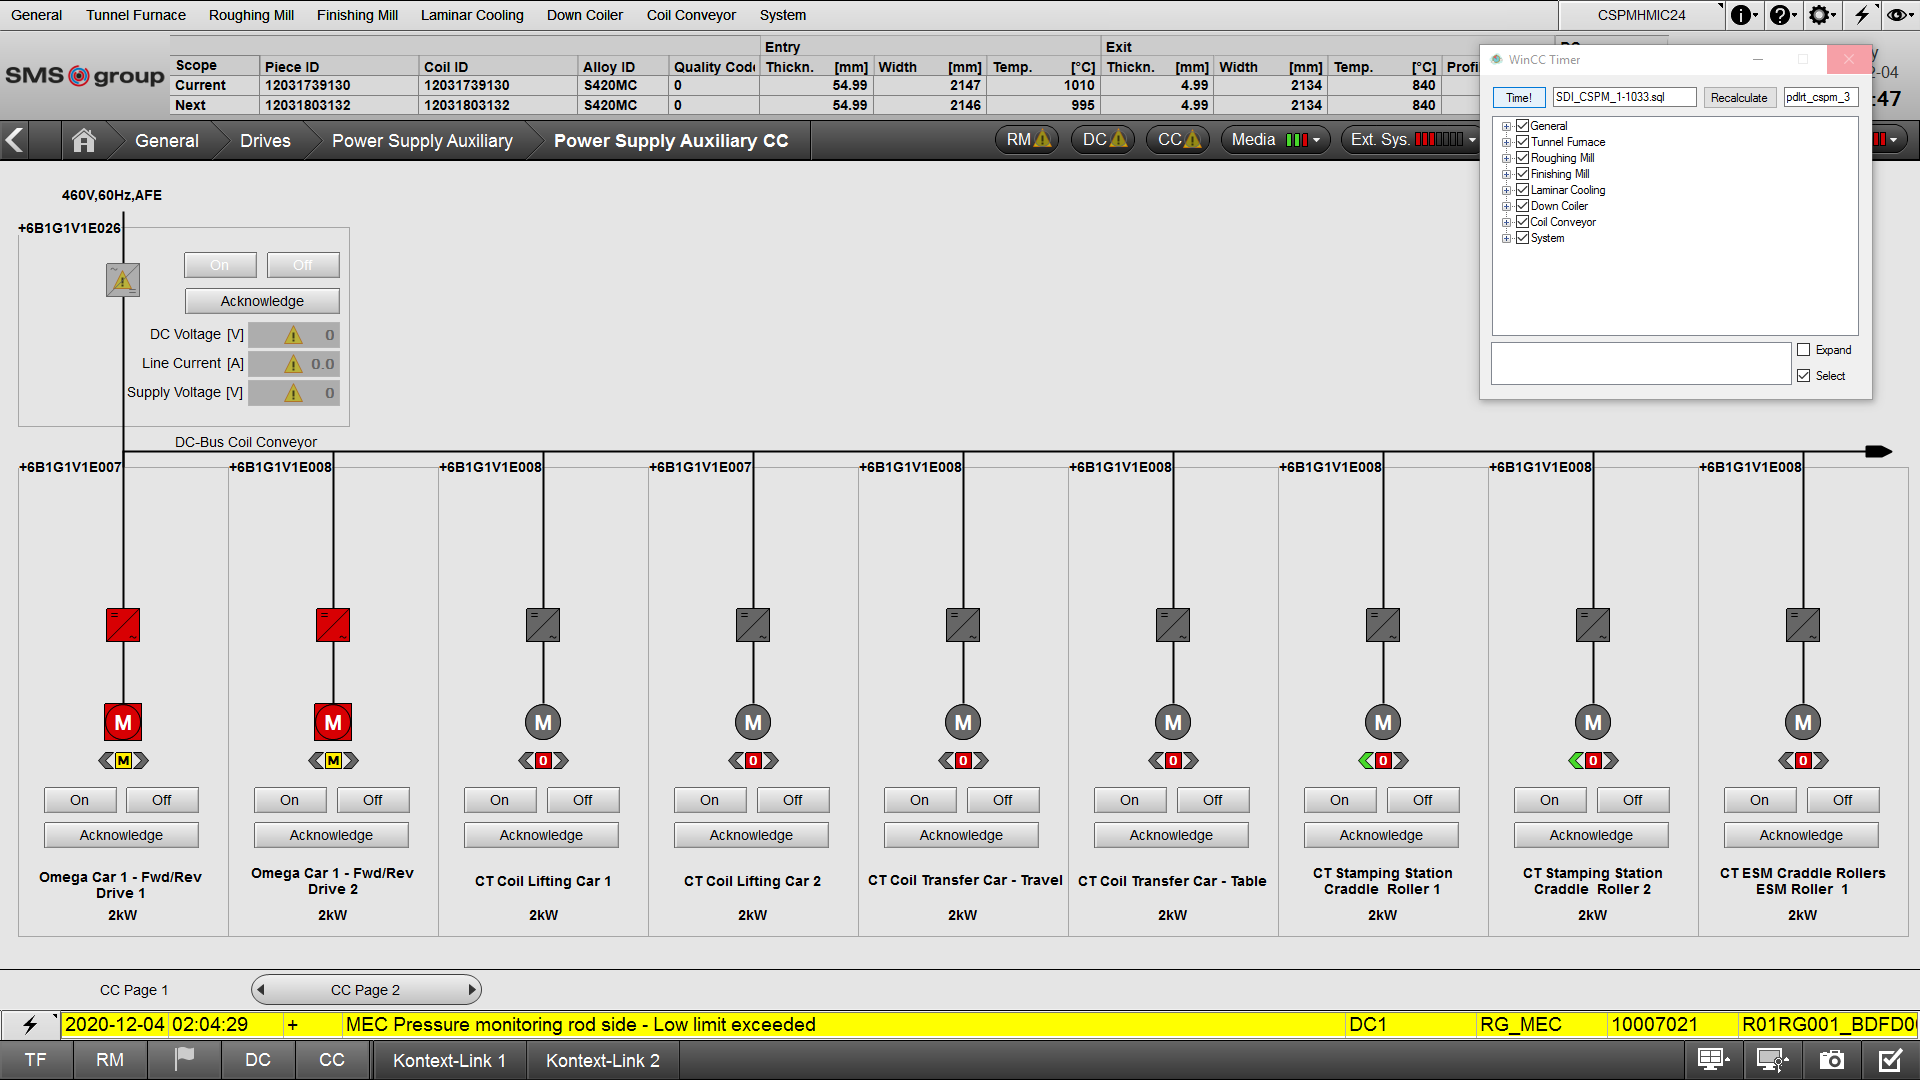 General Tunnel Furnace Roughing Mill Finishing Mill Laminar Cooling Down Coiler Coil Conveyor System CSPMHMIC24
SMS group
Entry Exit
Scope Piece ID Coil ID Alloy ID Quality Code Thickn. [mm] Width [mm] Temp. [°C] Thickn. [mm] Width [mm] Temp. [°C] Profi
Current 12031739130 12031739130 S420MC 0 54.99 2147 1010 4.99 2134 840
Next 12031803132 12031803132 S420MC 0 54.99 2146 995 4.99 2134 840
-04
:47
WinCC Timer
Time! SDI_CSPM_1-1033.sql Recalculate pdlrt_cspm_3
General
Tunnel Furnace
Roughing Mill
Finishing Mill
Laminar Cooling
Down Coiler
Coil Conveyor
System
Expand
Select
General Drives Power Supply Auxiliary Power Supply Auxiliary CC RM DC CC Media Ext. Sys.
460V,60Hz,AFE
+6B1G1V1E026
On Off
Acknowledge
DC Voltage [V] 0
Line Current [A] 0.0
Supply Voltage [V] 0
DC-Bus Coil Conveyor
+6B1G1V1E007 +6B1G1V1E008 +6B1G1V1E008 +6B1G1V1E007 +6B1G1V1E008 +6B1G1V1E008 +6B1G1V1E008 +6B1G1V1E008 +6B1G1V1E008
M M M M M M M M M
M M 0 0 0 0 0 0 0
On Off On Off On Off On Off On Off On Off On Off On Off On Off
Acknowledge Acknowledge Acknowledge Acknowledge Acknowledge Acknowledge Acknowledge Acknowledge Acknowledge
Omega Car 1 - Fwd/Rev
Drive 1
2kW
Omega Car 1 - Fwd/Rev
Drive 2
2kW
CT Coil Lifting Car 1
2kW
CT Coil Lifting Car 2
2kW
CT Coil Transfer Car - Travel
2kW
CT Coil Transfer Car - Table
2kW
CT Stamping Station
Craddle Roller 1
2kW
CT Stamping Station
Craddle Roller 2
2kW
CT ESM Craddle Rollers
ESM Roller 1
2kW
CC Page 1 CC Page 2
2020-12-04 02:04:29 + MEC Pressure monitoring rod side - Low limit exceeded DC1 RG_MEC 10007021 R01RG001_BDFD0
TF RM DC CC Kontext-Link 1 Kontext-Link 2